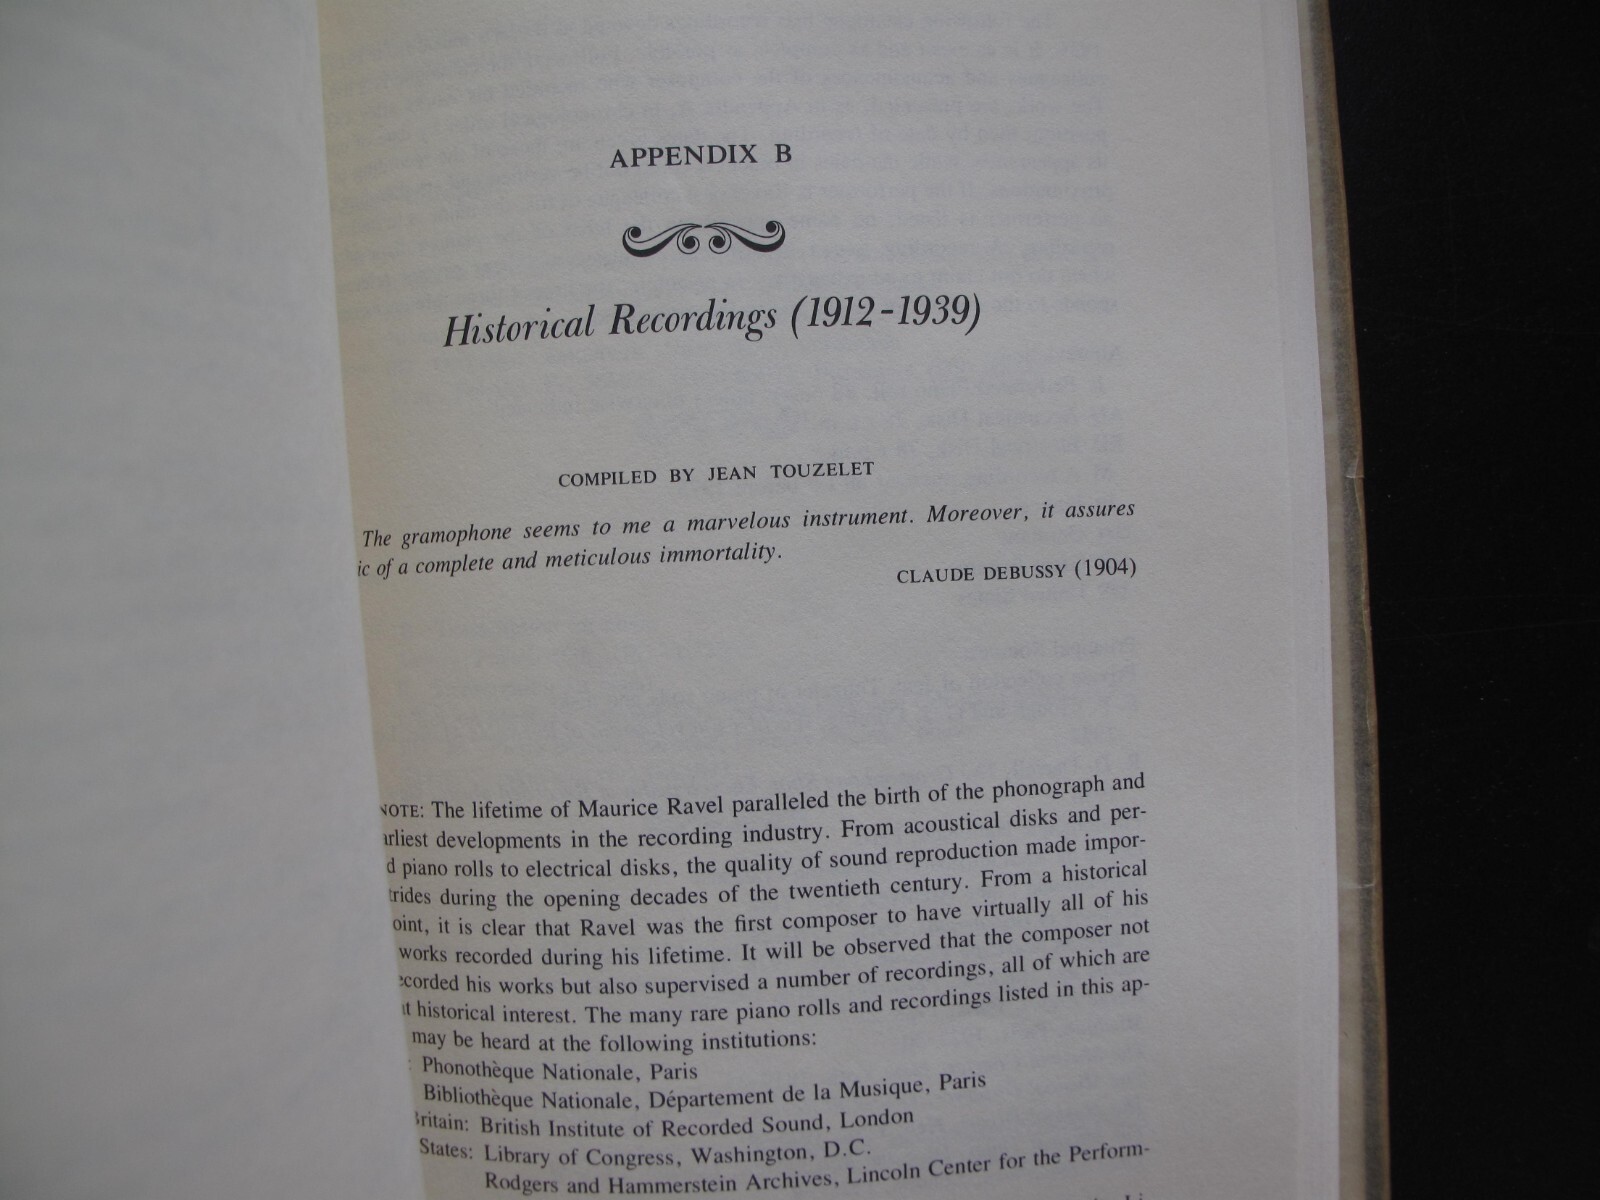 APPENDIX B
Historical Recordings (1912-1939)
COMPILED BY JEAN TOUZELET
The gramophone seems to me a marvelous instrument. Moreover, it assures
ic of a complete and meticulous immortality.
CLAUDE DEBUSSY (1904)
NOTE: The lifetime of Maurice Ravel paralleled the birth of the phonograph and
rliest developments in the recording industry. From acoustical disks and per-
d piano rolls to electrical disks, the quality of sound reproduction made impor-
trides during the opening decades of the twentieth century. From a historical
oint, it is clear that Ravel was the first composer to have virtually all of his
works recorded during his lifetime. It will be observed that the composer not
ecorded his works but also supervised a number of recordings, all of which are
t historical interest. The many rare piano rolls and recordings listed in this ap-
may be heard at the following institutions:
: Phonothèque Nationale, Paris
Bibliothèque Nationale, Département de la Musique, Paris
Britain: British Institute of Recorded Sound, London
States: Library of Congress, Washington, D.C.
Rodgers and Hammerstein Archives, Lincoln Center for the Perform-